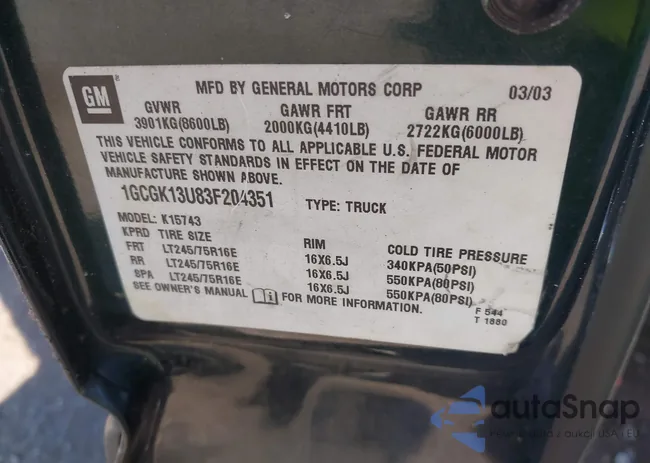 GM
MFD BY GENERAL MOTORS CORP 03/03
GVWR GAWR FRT GAWR RR
3901KG(8600LB) 2000KG(4410LB) 2722KG(6000LB)
THIS VEHICLE CONFORMS TO ALL APPLICABLE U.S. FEDERAL MOTOR
VEHICLE SAFETY STANDARDS IN EFFECT ON THE DATE OF
MANUFACTURE SHOWN ABOVE.
1GCGK13U83F204351 TYPE: TRUCK
MODEL: K15743
KPRD TIRE SIZE RIM COLD TIRE PRESSURE
FRT LT245/75R16E 16X6.5J 340KPA(50PSI)
RR LT245/75R16E 16X6.5J 550KPA(80PSI)
SPA LT245/75R16E 16X6.5J 550KPA(80PSI)
SEE OWNER'S MANUAL FOR MORE INFORMATION.
F 544
T 1880
autaSnap
z aukcji USA i EU